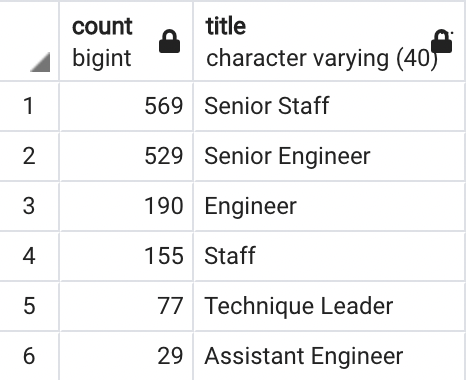 count title
bigint character varying (40)
1 569 Senior Staff
2 529 Senior Engineer
3 190 Engineer
4 155 Staff
5 77 Technique Leader
6 29 Assistant Engineer